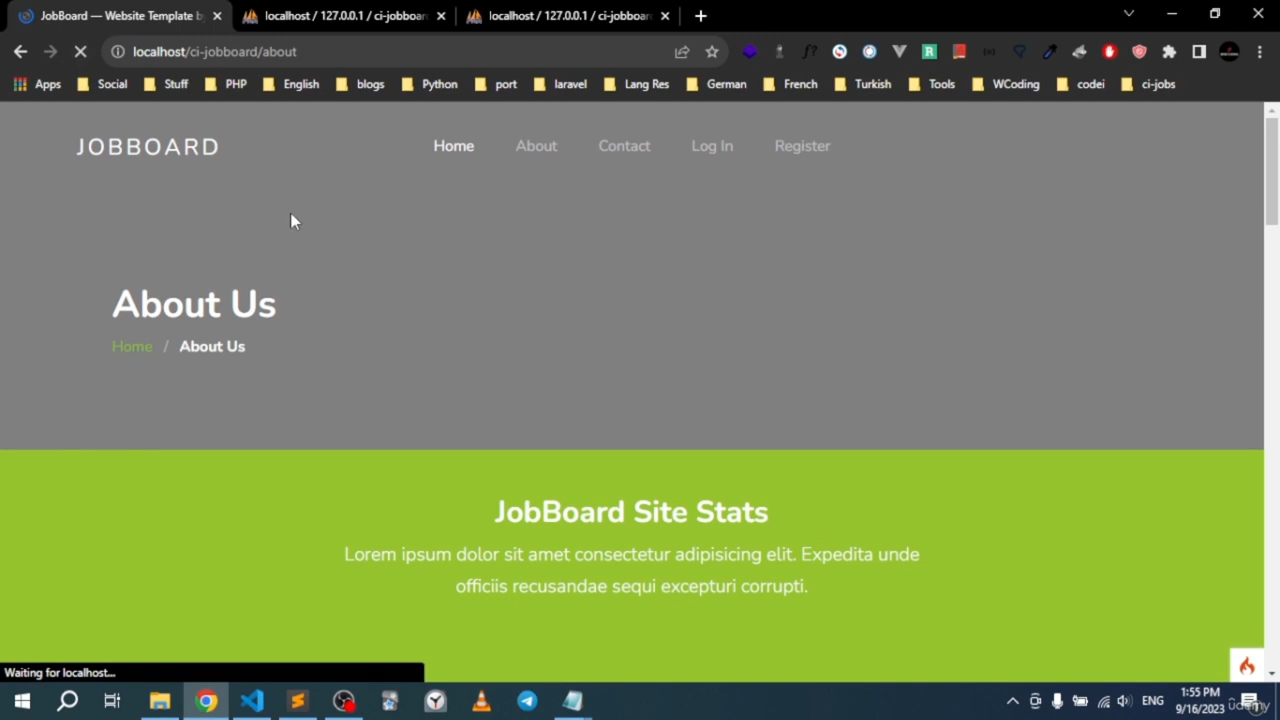 JobBoard — Website Template by
localhost / 127.0.0.1 / ci-jobboard
localhost / 127.0.0.1 / ci-jobboard
localhost/ci-jobboard/about
Apps Social Stuff PHP English blogs Python port laravel Lang Res German French Turkish Tools WCoding codei ci-jobs
JOBBOARD
Home About Contact Log In Register
About Us
Home / About Us
JobBoard Site Stats
Lorem ipsum dolor sit amet consectetur adipisicing elit. Expedita unde
officiis recusandae sequi excepturi corrupti.
Waiting for localhost...
ENG
1:55 PM
9/16/2023
udemy